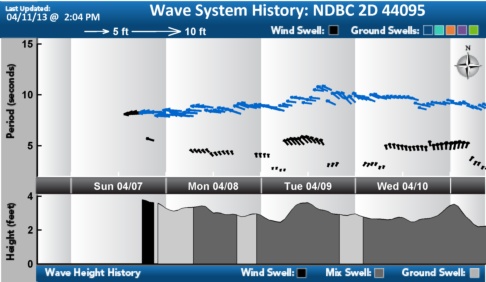 Last Updated:
04/11/13 @ 2:04 PM
Wave System History: NDBC 2D 44095
5 ft 10 ft Wind Swell: Ground Swells:
15
10
5
Period (seconds)
N
Sun 04/07 Mon 04/08 Tue 04/09 Wed 04/10
4
2
0
Height (feet)
Wave Height History Wind Swell: Mix Swell: Ground Swell: